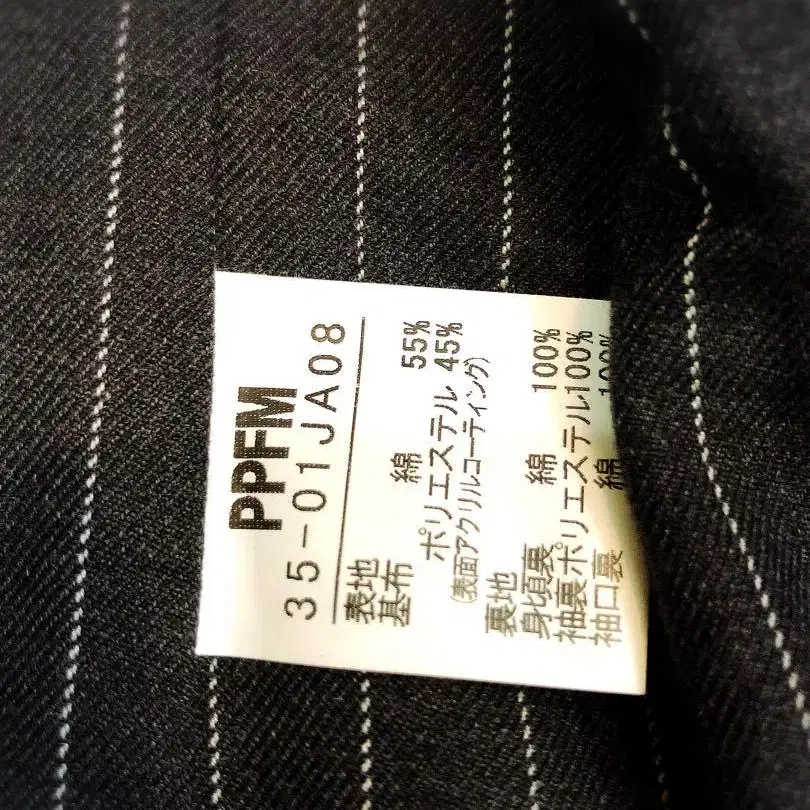 PPFM
35-01JA08
表地
基布 綿 55%
ポリエステル 45%
(表面アクリルコーティング)
裏地
身頃裏 綿 100%
袖裏ポリエステル100%
袖口裏 綿 100%